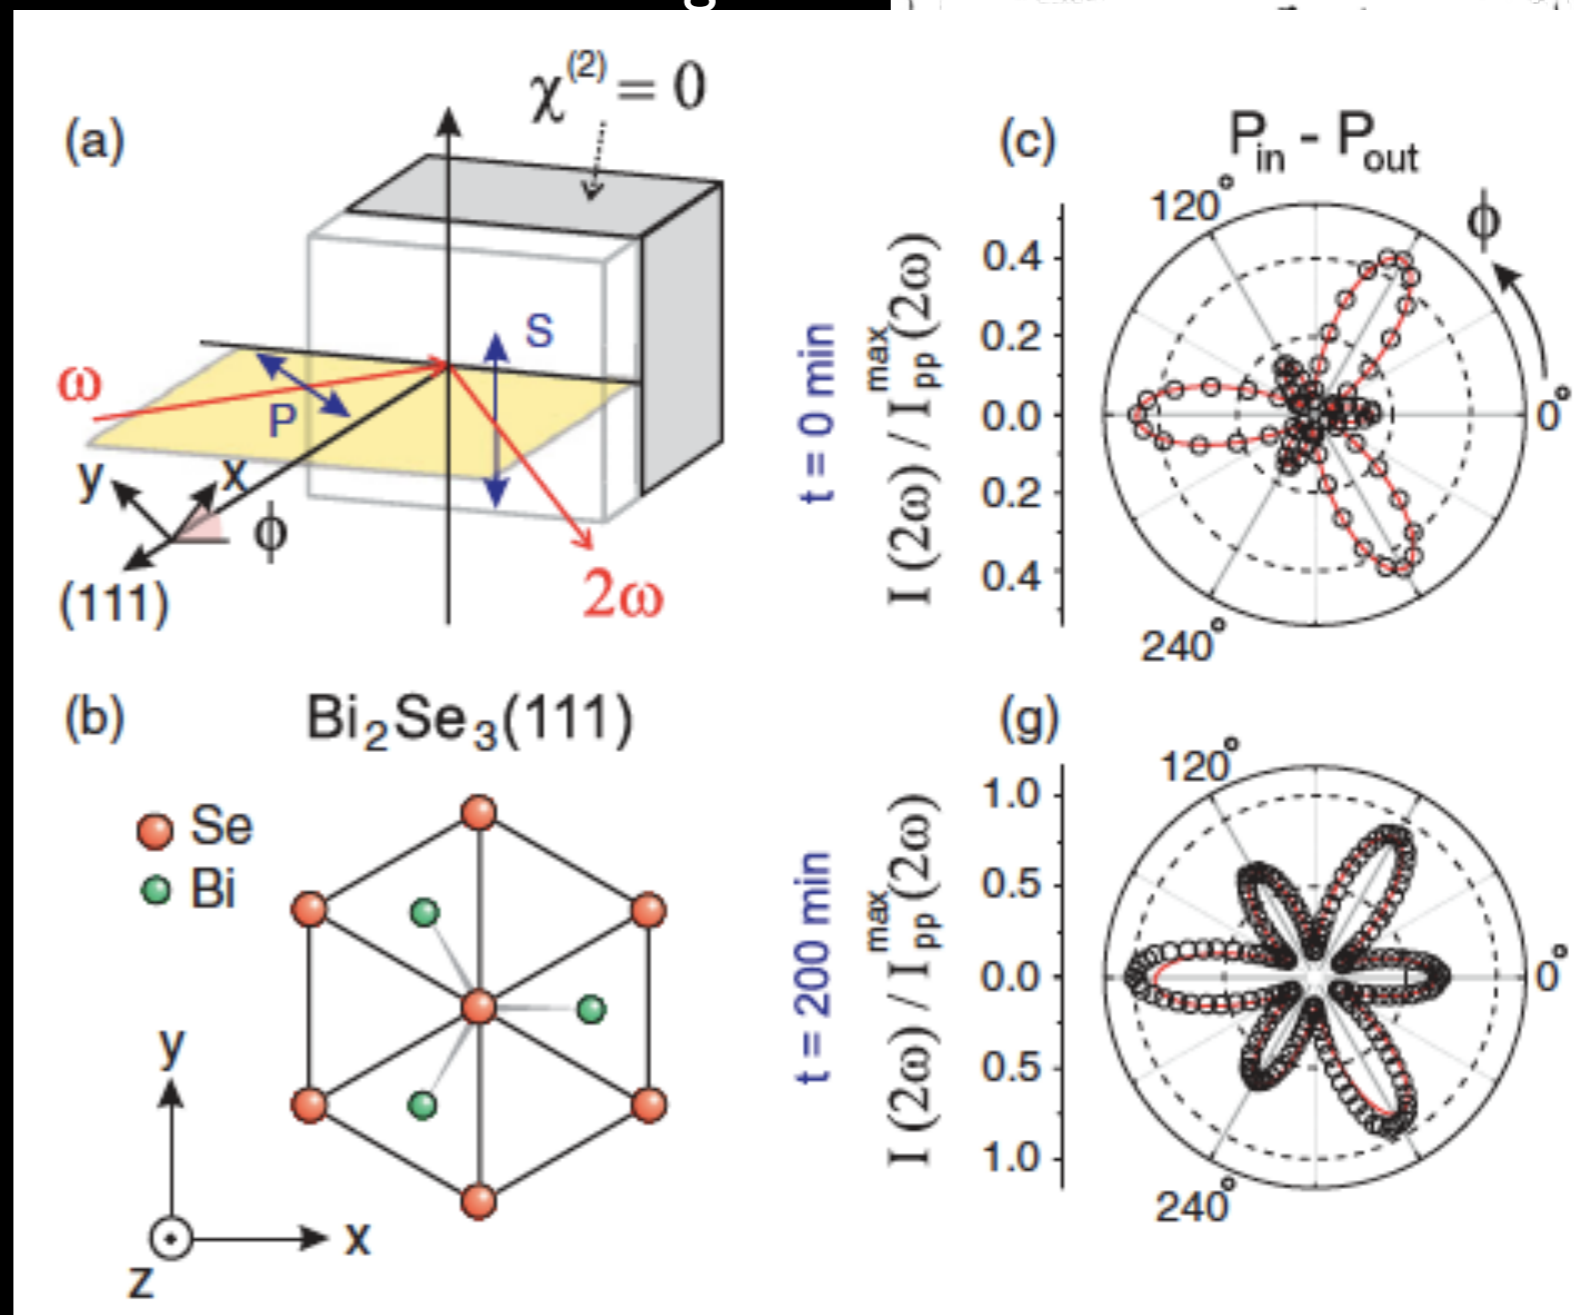 (a)
χ(2) = 0
S
P
ω
2ω
y
x
ϕ
(111)
(b)
Bi2Se3(111)
Se
Bi
y
x
z
(c)
Pin - Pout
120°
ϕ
0°
240°
0.4
0.2
0.0
0.2
0.4
I (2ω) / Ippmax (2ω)
t = 0 min
(g)
120°
0°
240°
1.0
0.5
0.0
0.5
1.0
I (2ω) / Ippmax (2ω)
t = 200 min